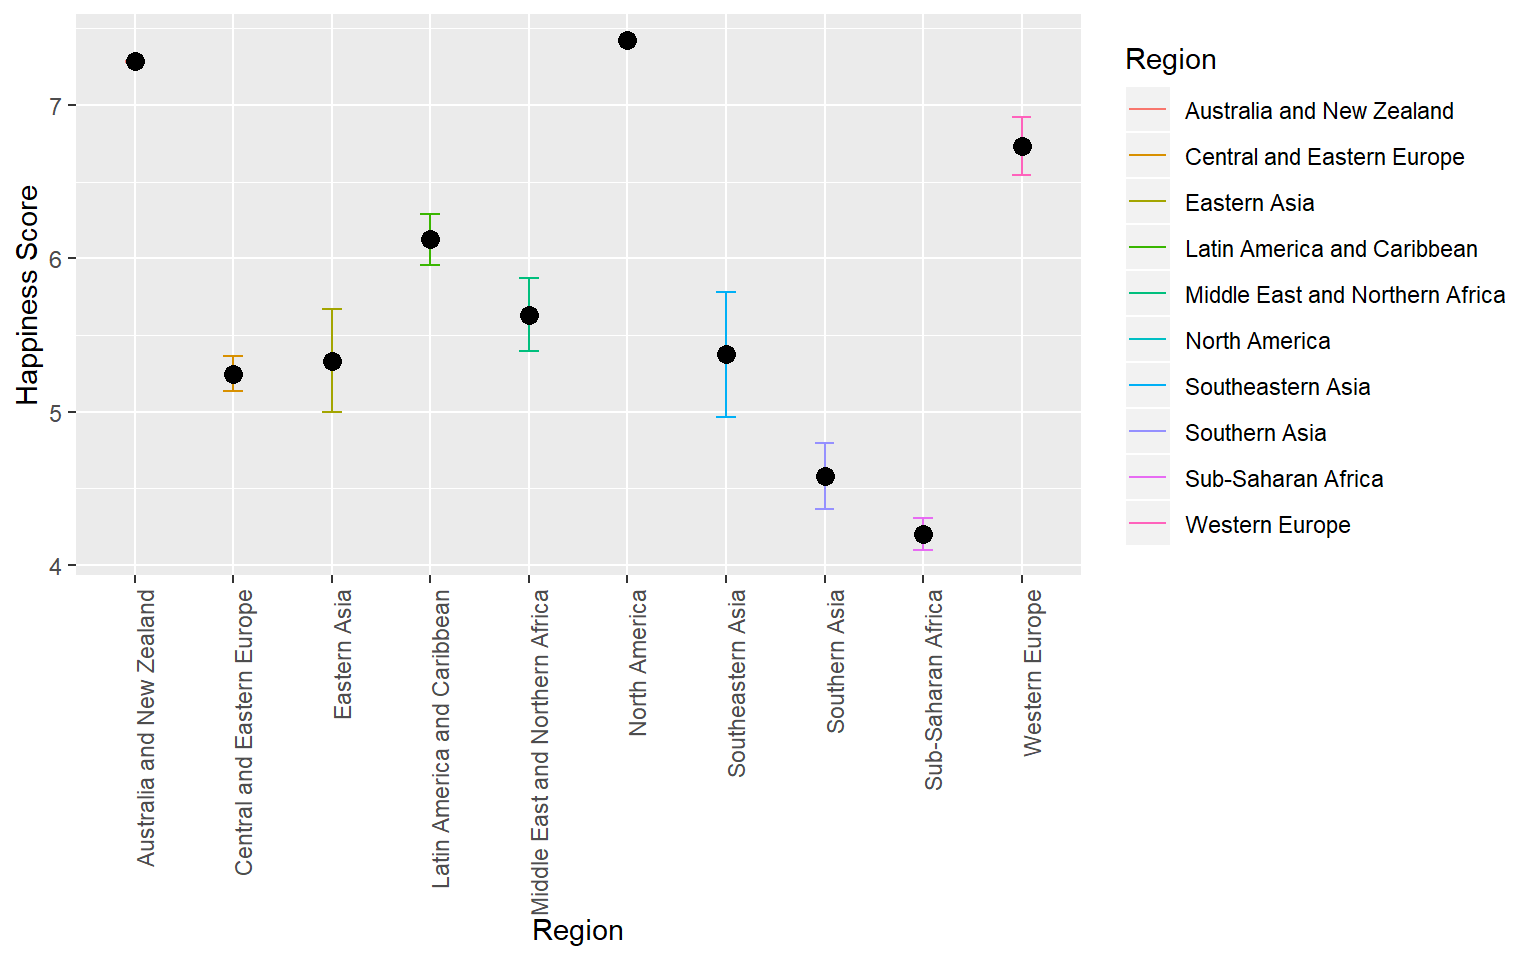 Happiness Score
7
6
5
4
Australia and New Zealand
Central and Eastern Europe
Eastern Asia
Latin America and Caribbean
Middle East and Northern Africa
North America
Southeastern Asia
Southern Asia
Sub-Saharan Africa
Western Europe
Region
Region
Australia and New Zealand
Central and Eastern Europe
Eastern Asia
Latin America and Caribbean
Middle East and Northern Africa
North America
Southeastern Asia
Southern Asia
Sub-Saharan Africa
Western Europe